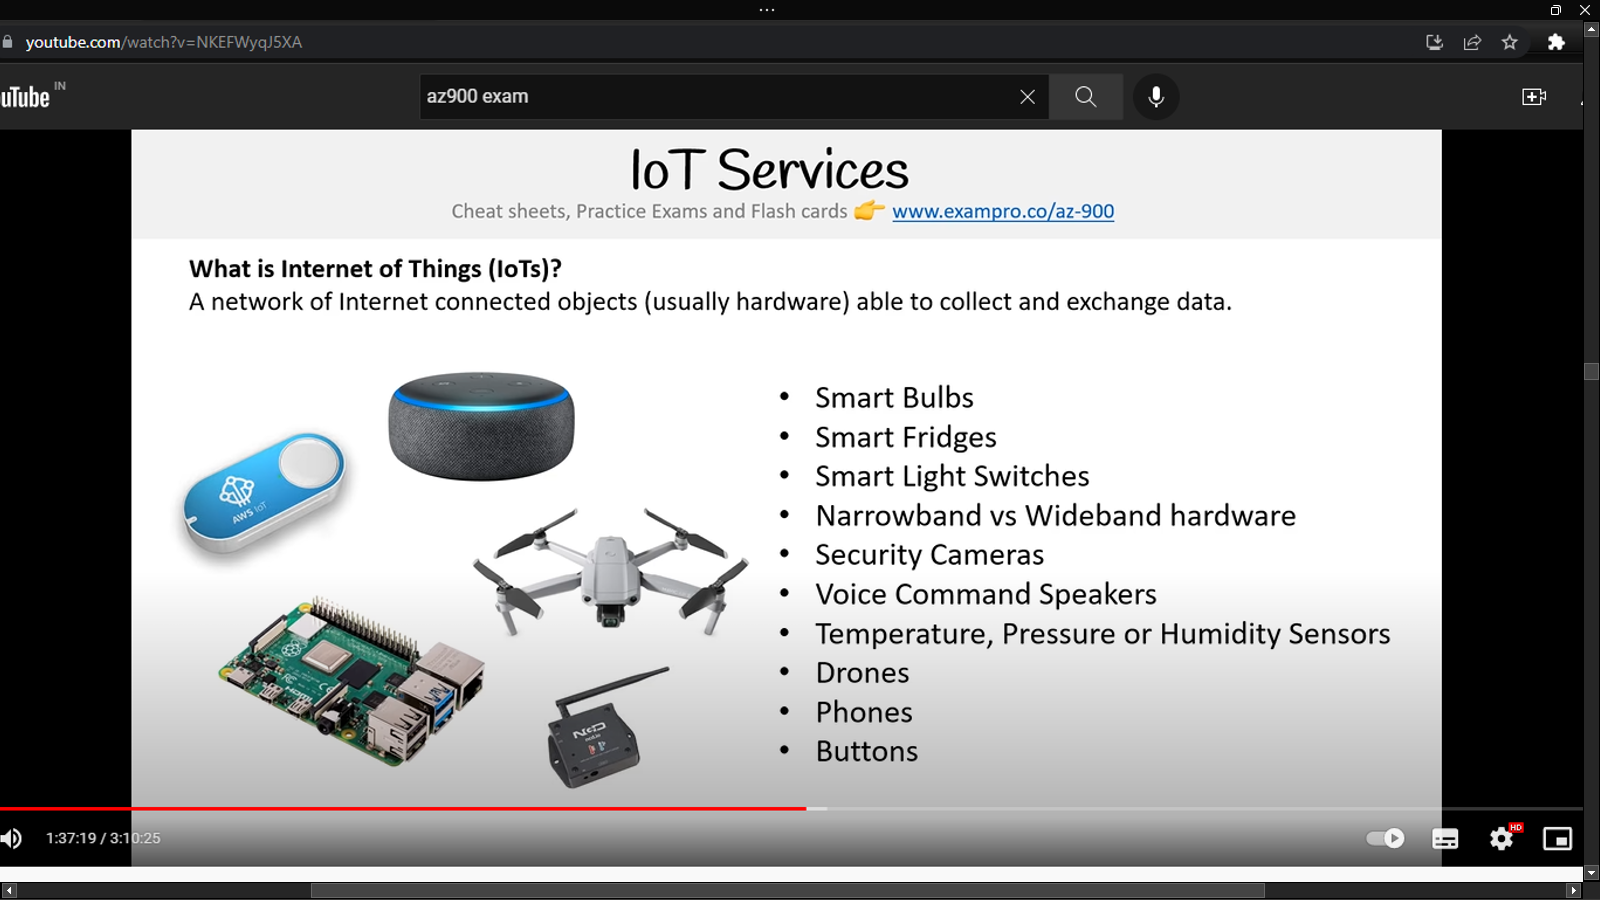 youtube.com/watch?v=NKEFWyqJ5XA
uTube IN
az900 exam
IoT Services
Cheat sheets, Practice Exams and Flash cards 👉 www.exampro.co/az-900
What is Internet of Things (IoTs)?
A network of Internet connected objects (usually hardware) able to collect and exchange data.
AWS IoT
• Smart Bulbs
• Smart Fridges
• Smart Light Switches
• Narrowband vs Wideband hardware
• Security Cameras
• Voice Command Speakers
• Temperature, Pressure or Humidity Sensors
• Drones
• Phones
• Buttons
HDMI
1:37:19 / 3:10:25
HD